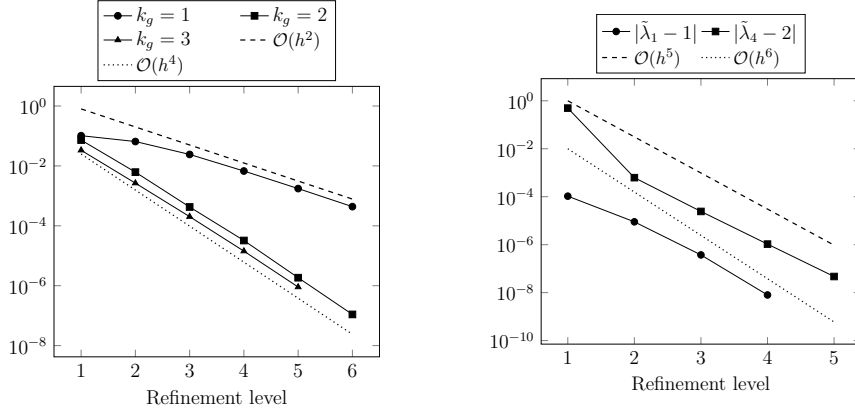 k_g = 1 k_g = 2
k_g = 3 O(h^2)
O(h^4)
10^0
10^{-2}
10^{-4}
10^{-6}
10^{-8}
1 2 3 4 5 6
Refinement level
|λ̃_1 − 1| |λ̃_4 − 2|
O(h^5) O(h^6)
10^0
10^{-2}
10^{-4}
10^{-6}
10^{-8}
10^{-10}
1 2 3 4 5
Refinement level